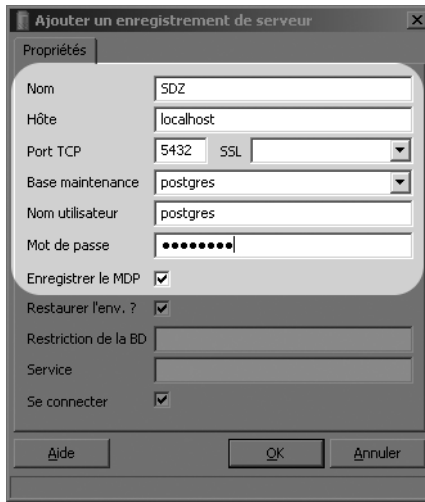 Ajouter un enregistrement de serveur
Propriétés
Nom SDZ
Hôte localhost
Port TCP 5432 SSL
Base maintenance postgres
Nom utilisateur postgres
Mot de passe ●●●●●●●●
Enregistrer le MDP
Restaurer l'env. ?
Restriction de la BD
Service
Se connecter
Aide OK Annuler